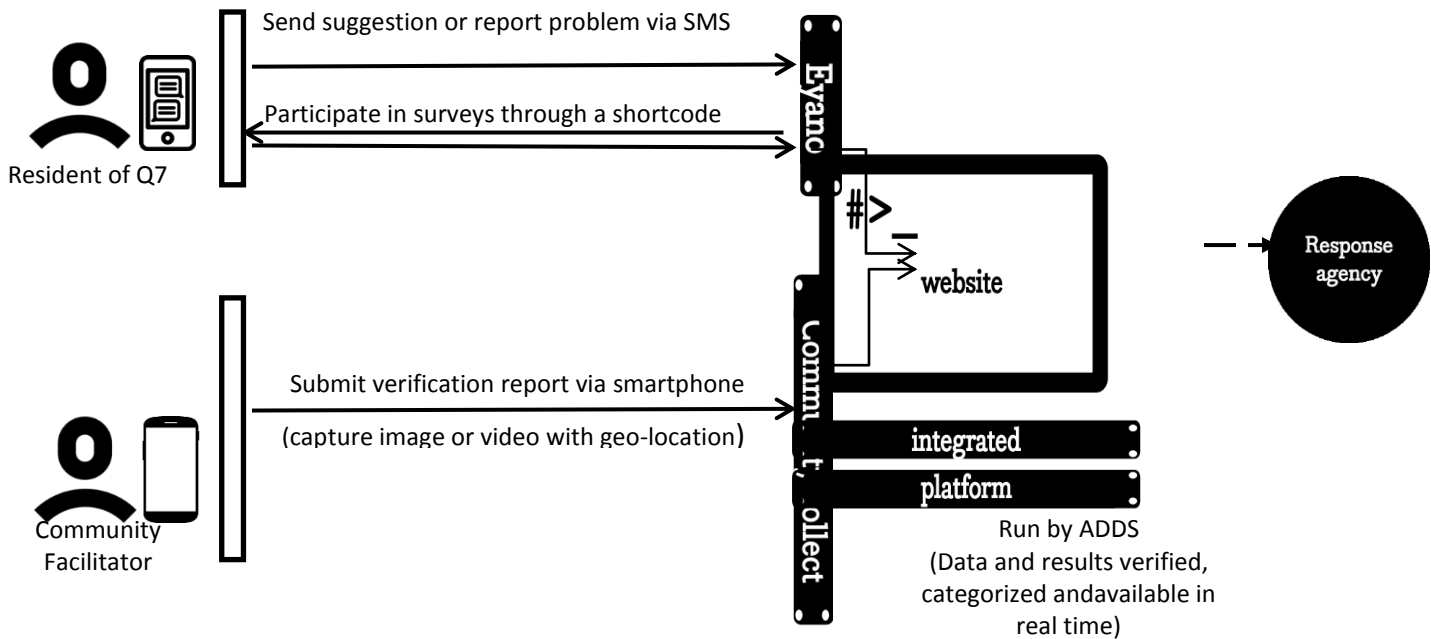 Send suggestion or report problem via SMS
Participate in surveys through a shortcode
Resident of Q7
#>_
website
Response
agency
Submit verification report via smartphone
(capture image or video with geo-location)
Community
Facilitator
integrated
platform
Run by ADDS
(Data and results verified,
categorized andavailable in
real time)